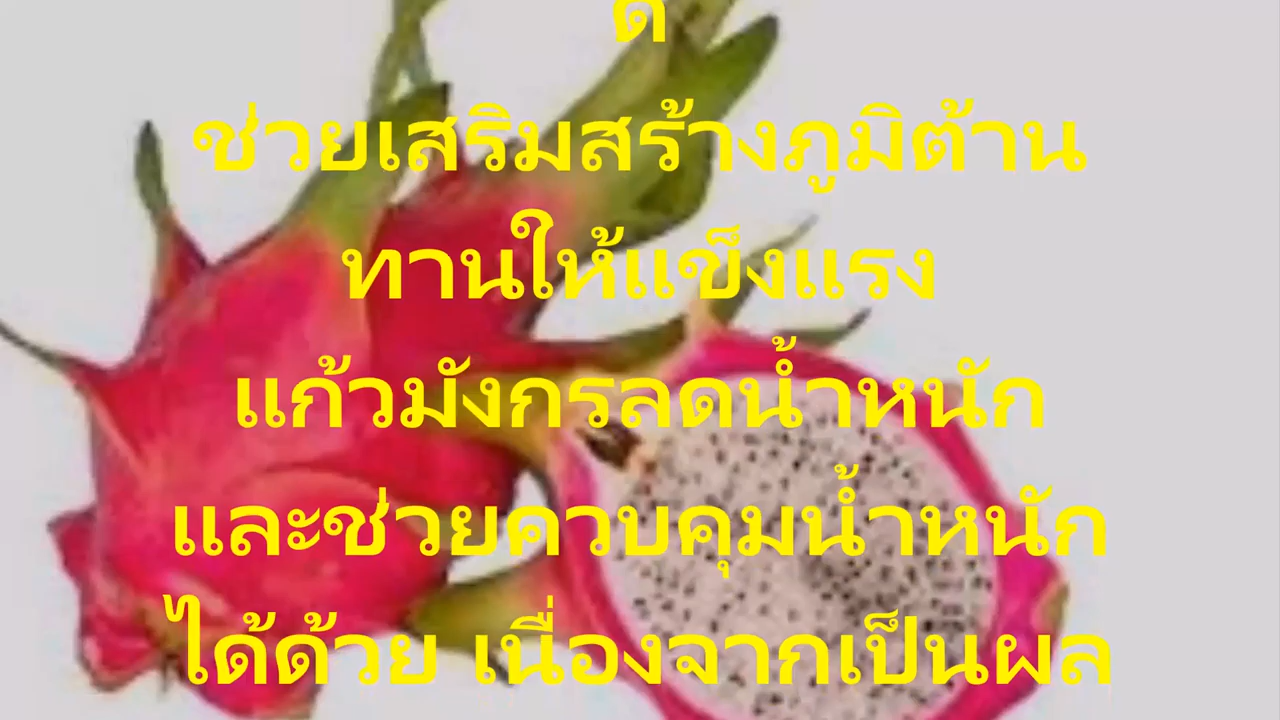 ช่วยเสริมสร้างภูมิต้าน
ทานให้แข็งแรง
แก้วมังกรลดน้ำหนัก
และช่วยควบคุมน้ำหนัก
ได้ด้วย เนื่องจากเป็นผล